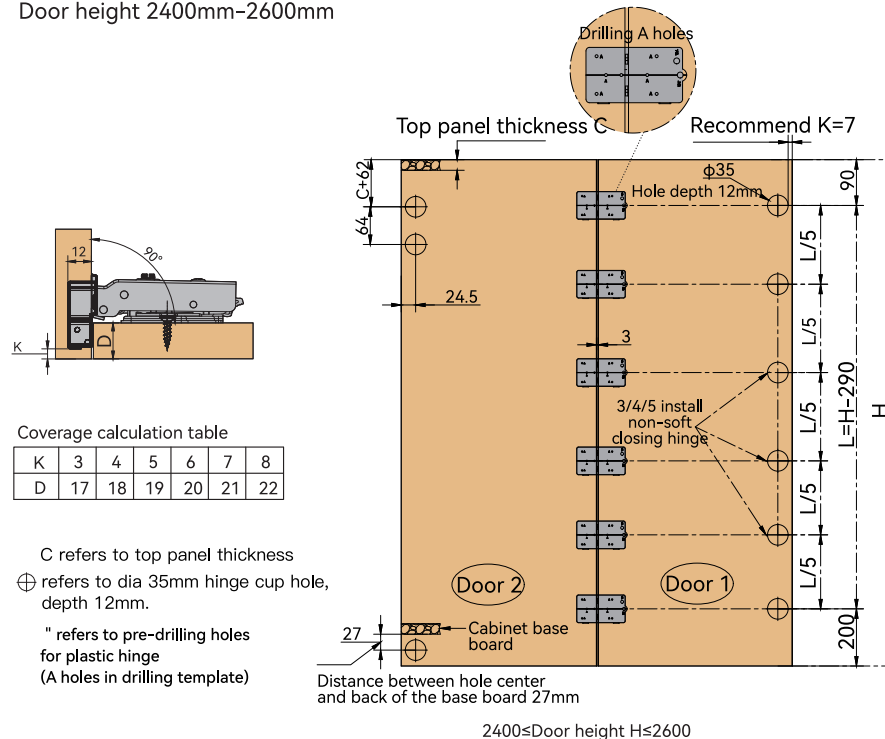 Door height 2400mm-2600mm
Drilling A holes
A
A
A
A
A
A
Top panel thickness C
Recommend K=7
C+62
64
24.5
ϕ35
Hole depth 12mm
90
L/5
L/5
L/5
L/5
L/5
L=H-290
H
200
3
3/4/5 install
non-soft
closing hinge
12
90°
K
D
Coverage calculation table
K 3 4 5 6 7 8
D 17 18 19 20 21 22
C refers to top panel thickness
refers to dia 35mm hinge cup hole,
depth 12mm.
" refers to pre-drilling holes
for plastic hinge
(A holes in drilling template)
Door 2
Door 1
27
Cabinet base
board
Distance between hole center
and back of the base board 27mm
2400≤Door height H≤2600